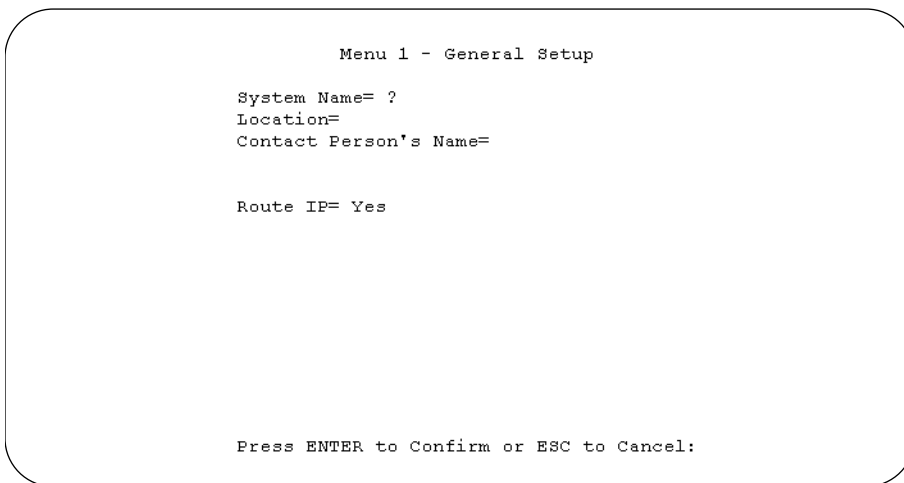 Menu 1 - General Setup
System Name= ?
Location=
Contact Person's Name=
Route IP= Yes
Press ENTER to Confirm or ESC to Cancel: